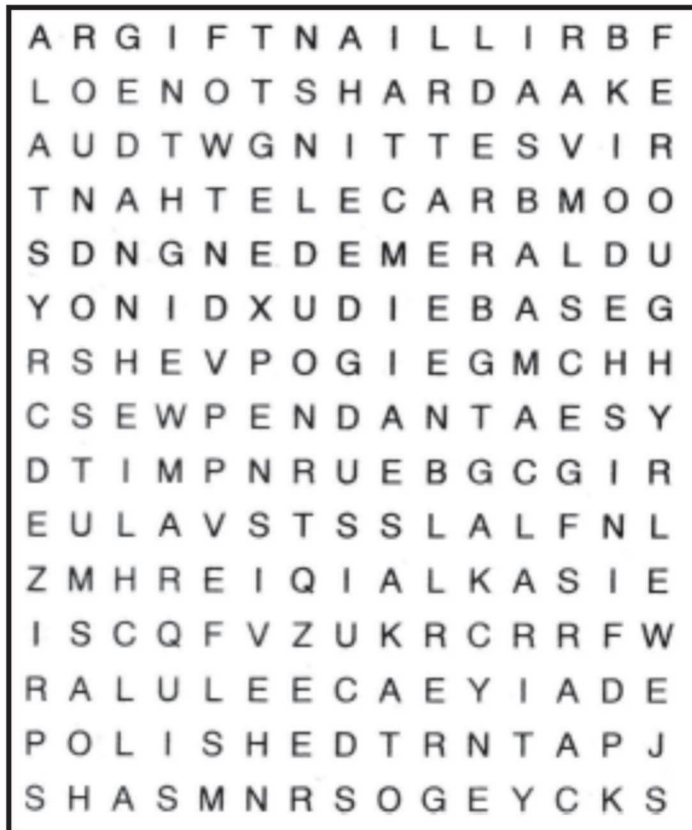 A R G I F T N A I L L I R B F
L O E N O T S H A R D A A K E
A U D T W G N I T T E S V I R
T N A H T E L E C A R B M O O
S D N G N E D E M E R A L D U
Y O N I D X U D I E B A S E G
R S H E V P O G I E G M C H H
C S E W P E N D A N T A E S Y
D T I M P N R U E B G C G I R
E U L A V S T S S L A L F N L
Z M H R E I Q I A L K A S I E
I S C Q F V Z U K R C R R F W
R A L U L E E C A E Y I A D E
P O L I S H E D T R N T A P J
S H A S M N R S O G E Y C K S